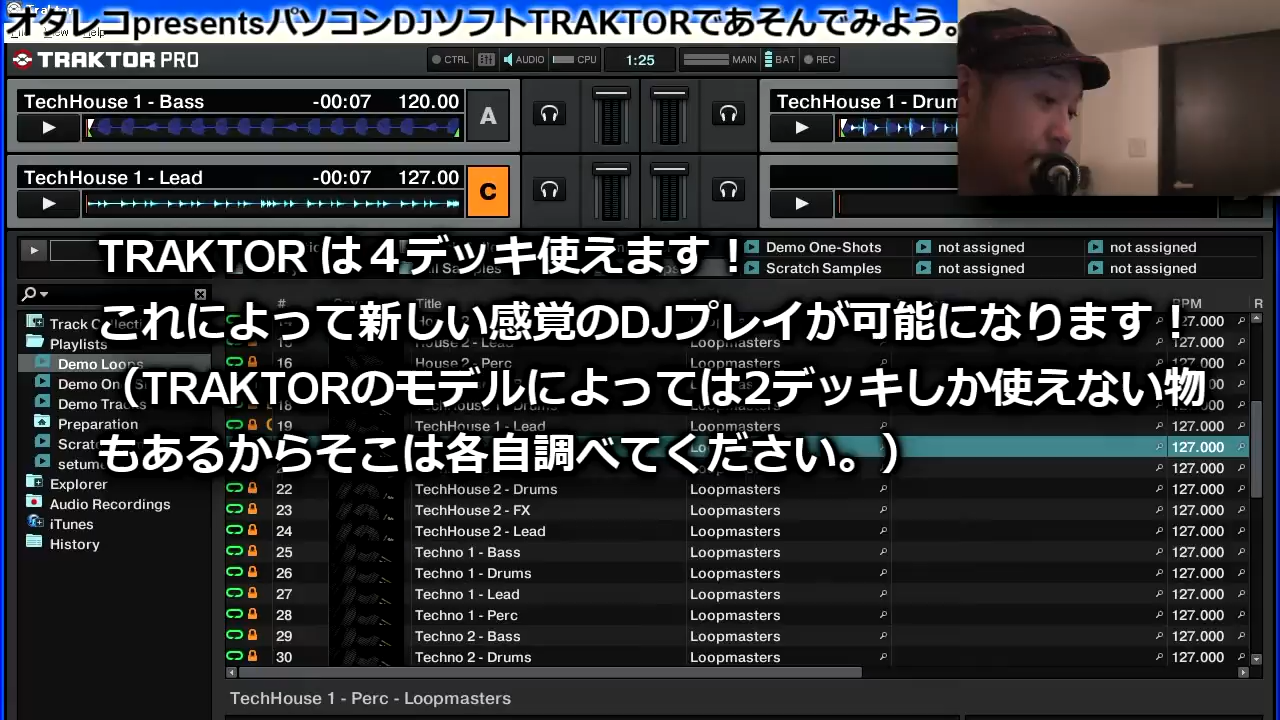 オタレコpresentsパソコンDJソフトTRAKTORであそんでみよう。
TRAKTOR PRO
CTRL
AUDIO
CPU
1:25
MAIN
BAT
REC
TechHouse 1 - Bass -00:07 120.00 A
TechHouse 1 - Drum
TechHouse 1 - Lead -00:07 127.00 C
Demo One-Shots not assigned not assigned
Scratch Samples not assigned not assigned
TRAKTOR は４デッキ使えます！
これによって新しい感覚のDJプレイが可能になります！
（TRAKTORのモデルによっては2デッキしか使えない物
もあるからそこは各自調べてください。）
# Title
Track
Playlists
Demo Loops
Demo
Demo Tracks
Preparation
Explorer
Audio Recordings
iTunes
History
16 House 2 - Perc
19 TechHouse 1 - Lead 127.000
127.000
127.000
22 TechHouse 2 - Drums Loopmasters 127.000
23 TechHouse 2 - FX Loopmasters 127.000
24 TechHouse 2 - Lead Loopmasters 127.000
25 Techno 1 - Bass Loopmasters 127.000
26 Techno 1 - Drums Loopmasters 127.000
27 Techno 1 - Lead Loopmasters 127.000
28 Techno 1 - Perc Loopmasters 127.000
29 Techno 2 - Bass Loopmasters 127.000
30 Techno 2 - Drums Loopmasters 127.000
TechHouse 1 - Perc - Loopmasters